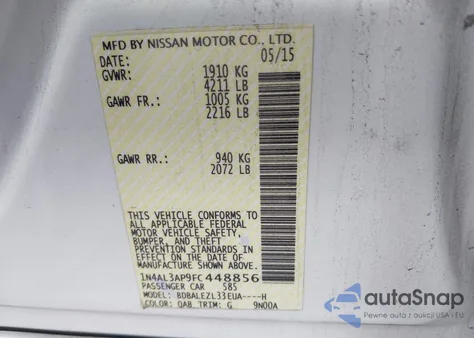 MFD BY NISSAN MOTOR CO., LTD.
DATE: 05/15
GVWR: 1910 KG
4211 LB
GAWR FR.: 1005 KG
2216 LB
GAWR RR.: 940 KG
2072 LB
THIS VEHICLE CONFORMS TO
ALL APPLICABLE FEDERAL
MOTOR VEHICLE SAFETY,
BUMPER, AND THEFT
PREVENTION STANDARDS IN
EFFECT ON THE DATE OF
MANUFACTURE SHOWN ABOVE.
1N4AL3AP9FC448856
PASSENGER CAR 585
MODEL: BDBALEZL33EUA----H
COLOR: QAB TRIM: G 9N00A
autoSnap
Pewne auta z aukcji USA i EU